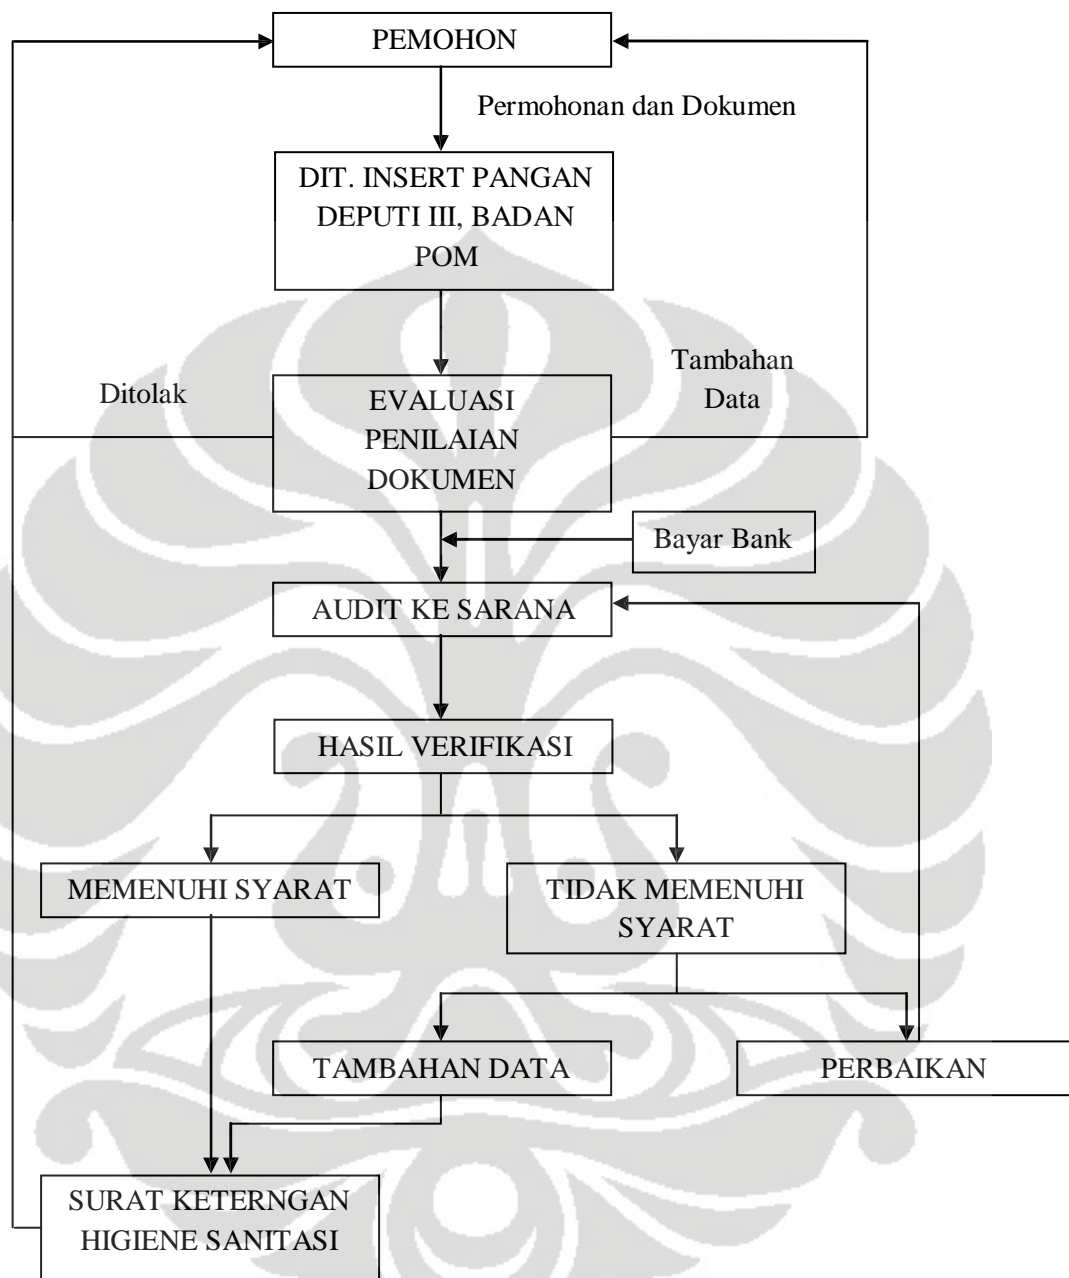 PEMOHON
Permohonan dan Dokumen
DIT. INSERT PANGAN
DEPUTI III, BADAN
POM
Ditolak
Tambahan
Data
EVALUASI
PENILAIAN
DOKUMEN
Bayar Bank
AUDIT KE SARANA
HASIL VERIFIKASI
MEMENUHI SYARAT
TIDAK MEMENUHI
SYARAT
TAMBAHAN DATA
PERBAIKAN
SURAT KETERNGAN
HIGIENE SANITASI